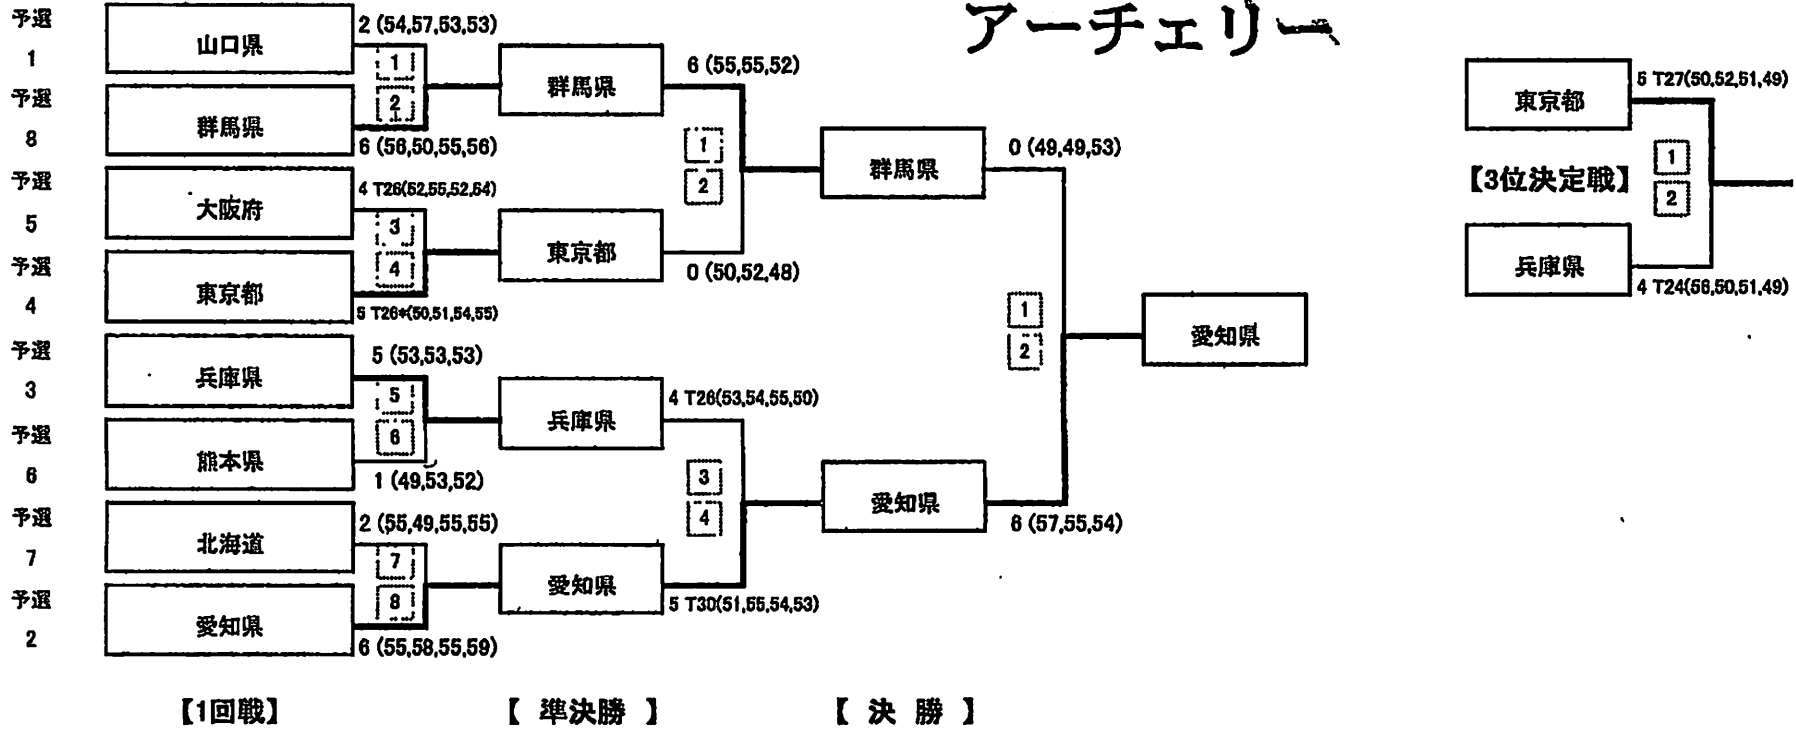 アーチェリー
予選
1
山口県
2 (54,57,53,53)
1
2
予選
8
群馬県
6 (56,50,55,56)
予選
5
大阪府
4 T26(52,55,52,54)
3
4
予選
4
東京都
5 T26*(50,51,54,55)
予選
3
兵庫県
5 (53,53,53)
5
6
予選
6
熊本県
1 (49,53,52)
予選
7
北海道
2 (55,49,55,55)
7
8
予選
2
愛知県
6 (55,58,55,59)
群馬県
6 (55,55,52)
1
2
東京都
0 (50,52,48)
兵庫県
4 T26(53,54,55,50)
3
4
愛知県
5 T30(51,55,54,53)
群馬県
0 (49,49,53)
1
2
愛知県
6 (57,55,54)
愛知県
東京都
5 T27(50,52,51,49)
【3位決定戦】
1
2
兵庫県
4 T24(56,50,51,49)
【1回戦】
【 準決勝 】
【 決 勝 】